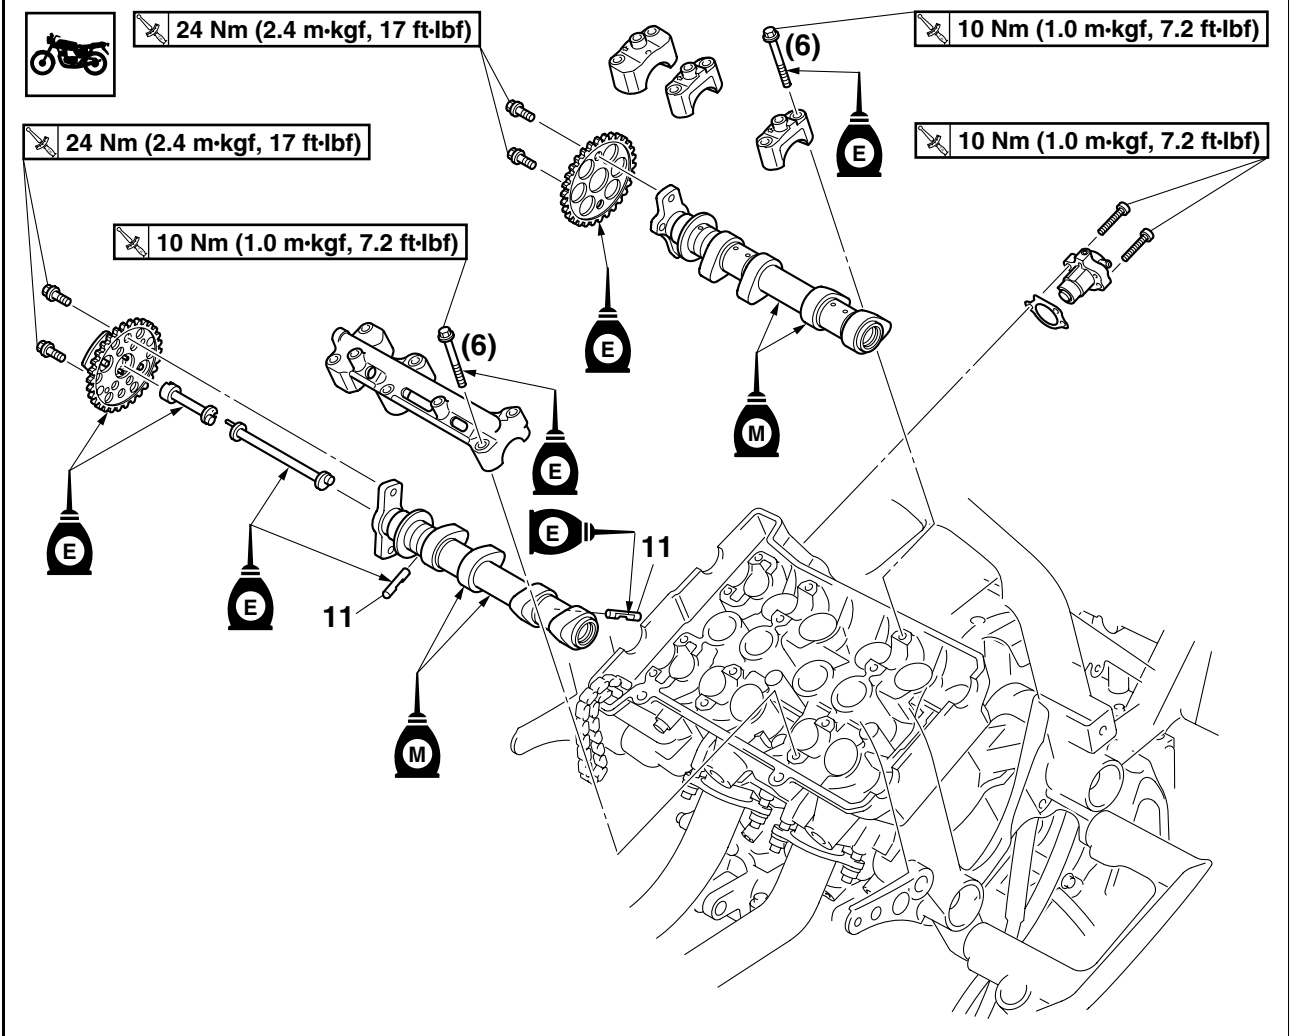 24 Nm (2.4 m•kgf, 17 ft•lbf)
(6)
10 Nm (1.0 m•kgf, 7.2 ft•lbf)
24 Nm (2.4 m•kgf, 17 ft•lbf)
E
10 Nm (1.0 m•kgf, 7.2 ft•lbf)
10 Nm (1.0 m•kgf, 7.2 ft•lbf)
(6)
E
M
E
E
E
11
E
11
M